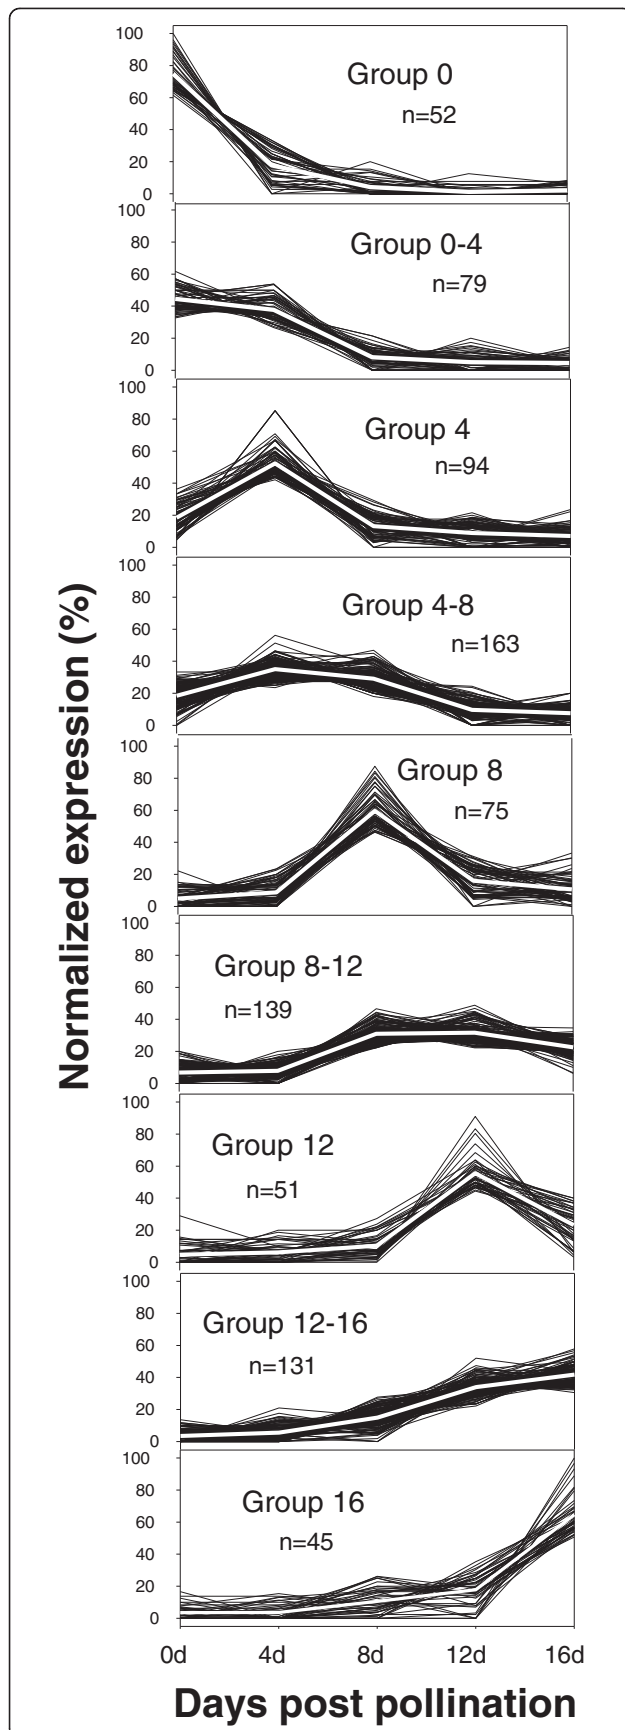 Normalized expression (%)
100
80
60
40
20
0
Group 0
n=52
100
80
60
40
20
0
Group 0-4
n=79
100
80
60
40
20
0
Group 4
n=94
100
80
60
40
20
0
Group 4-8
n=163
100
80
60
40
20
0
Group 8
n=75
100
80
60
40
20
0
Group 8-12
n=139
100
80
60
40
20
0
Group 12
n=51
100
80
60
40
20
0
Group 12-16
n=131
100
80
60
40
20
0
Group 16
n=45
0d 4d 8d 12d 16d
Days post pollination